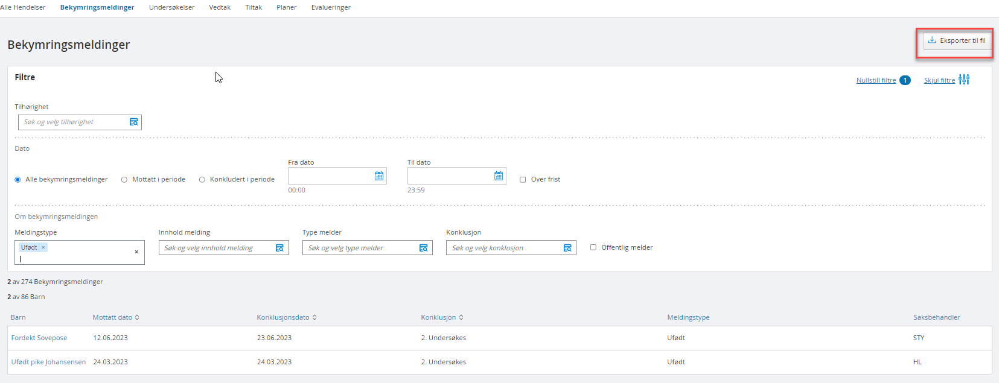 Alle Hendelser Bekymringsmeldinger Undersøkelser Vedtak Tiltak Planer Evalueringer
Bekymringsmeldinger
Eksporter til fil
Filtre
Nullstill filtre 1 Skjul filtre
Tilhørighet
Søk og velg tilhørighet
Dato
Fra dato Til dato
Alle bekymringsmeldinger Mottatt i periode Konkludert i periode Over frist
00:00 23:59
Om bekymringsmeldingen
Meldingstype Innhold melding Type melder Konklusjon
Ufødt × Søk og velg innhold melding Søk og velg type melder Søk og velg konklusjon Offentlig melder
2 av 274 Bekymringsmeldinger
2 av 86 Barn
Barn Mottatt dato Konklusjonsdato Konklusjon Meldingstype Saksbehandler
Fordekt Sovepose 12.06.2023 23.06.2023 2. Undersøkes Ufødt STY
Ufødt pike Johansensen 24.03.2023 24.03.2023 2. Undersøkes Ufødt HL